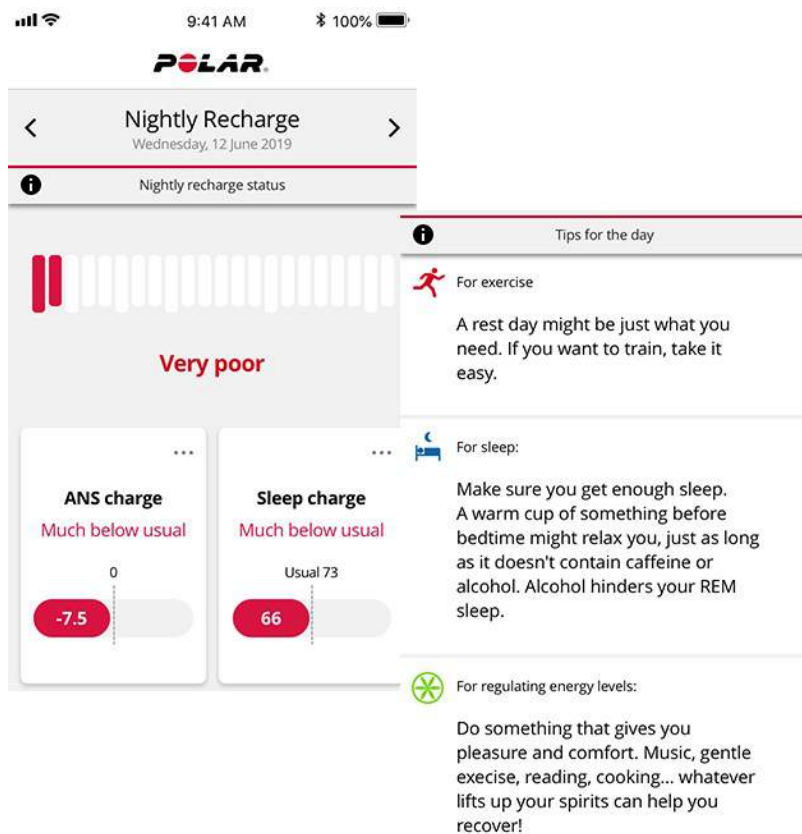 9:41 AM
100%
POLAR
Nightly Recharge
Wednesday, 12 June 2019
Nightly recharge status
Very poor
ANS charge
Much below usual
0
-7.5
Sleep charge
Much below usual
Usual 73
66
Tips for the day
For exercise
A rest day might be just what you
need. If you want to train, take it
easy.
For sleep:
Make sure you get enough sleep.
A warm cup of something before
bedtime might relax you, just as long
as it doesn't contain caffeine or
alcohol. Alcohol hinders your REM
sleep.
For regulating energy levels:
Do something that gives you
pleasure and comfort. Music, gentle
execise, reading, cooking... whatever
lifts up your spirits can help you
recover!